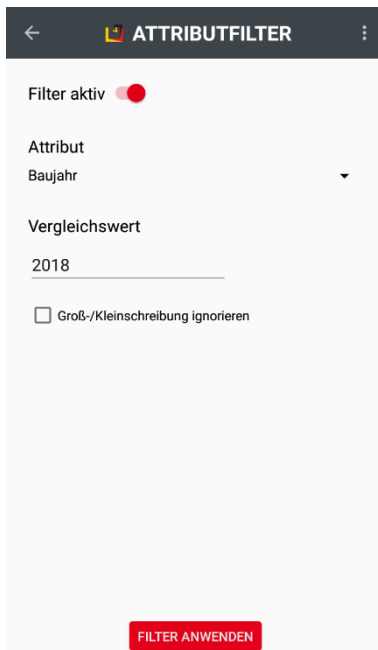 ATTRIBUTFILTER
Filter aktiv
Attribut
Baujahr
Vergleichswert
2018
Groß-/Kleinschreibung ignorieren
FILTER ANWENDEN